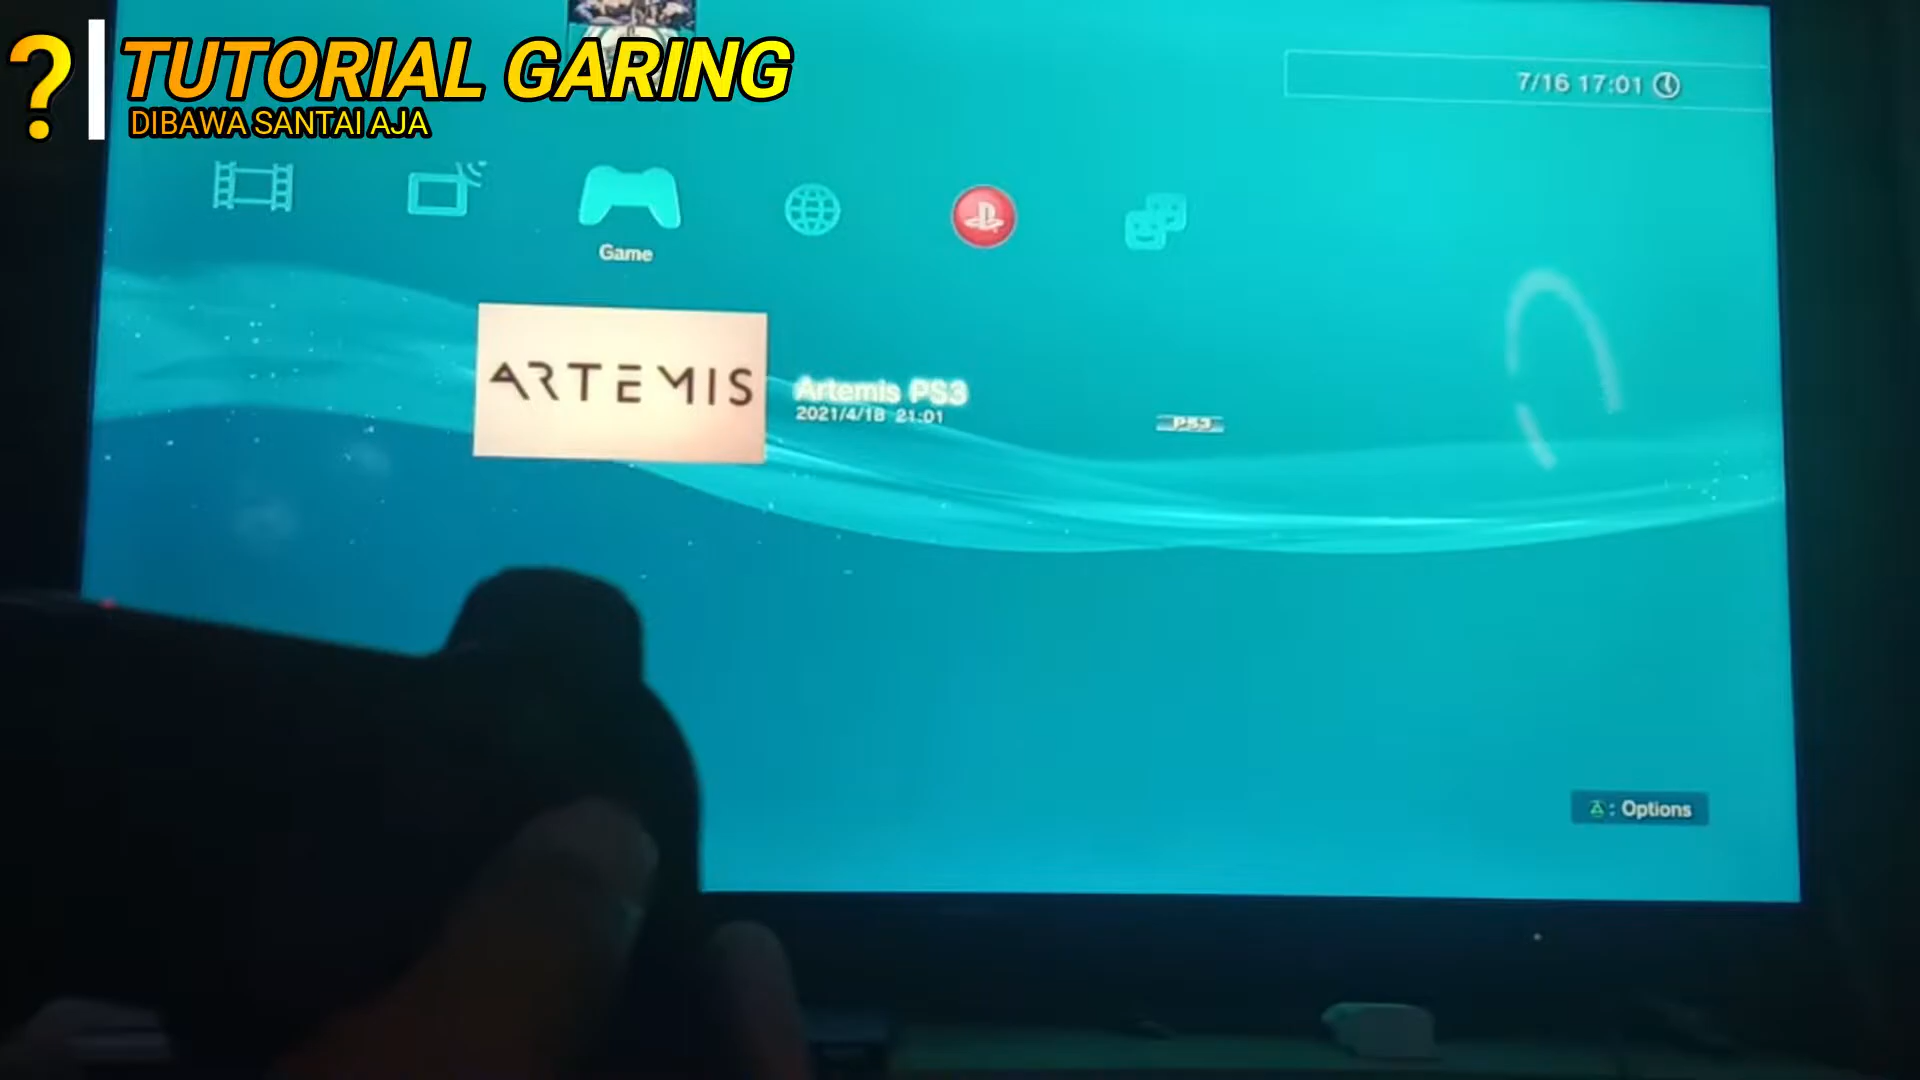 ?
TUTORIAL GARING
DIBAWA SANTAI AJA
7/16 17:01
Game
ARTEMIS
Artemis PS3
2021/4/18 21:01
PS3
: Options